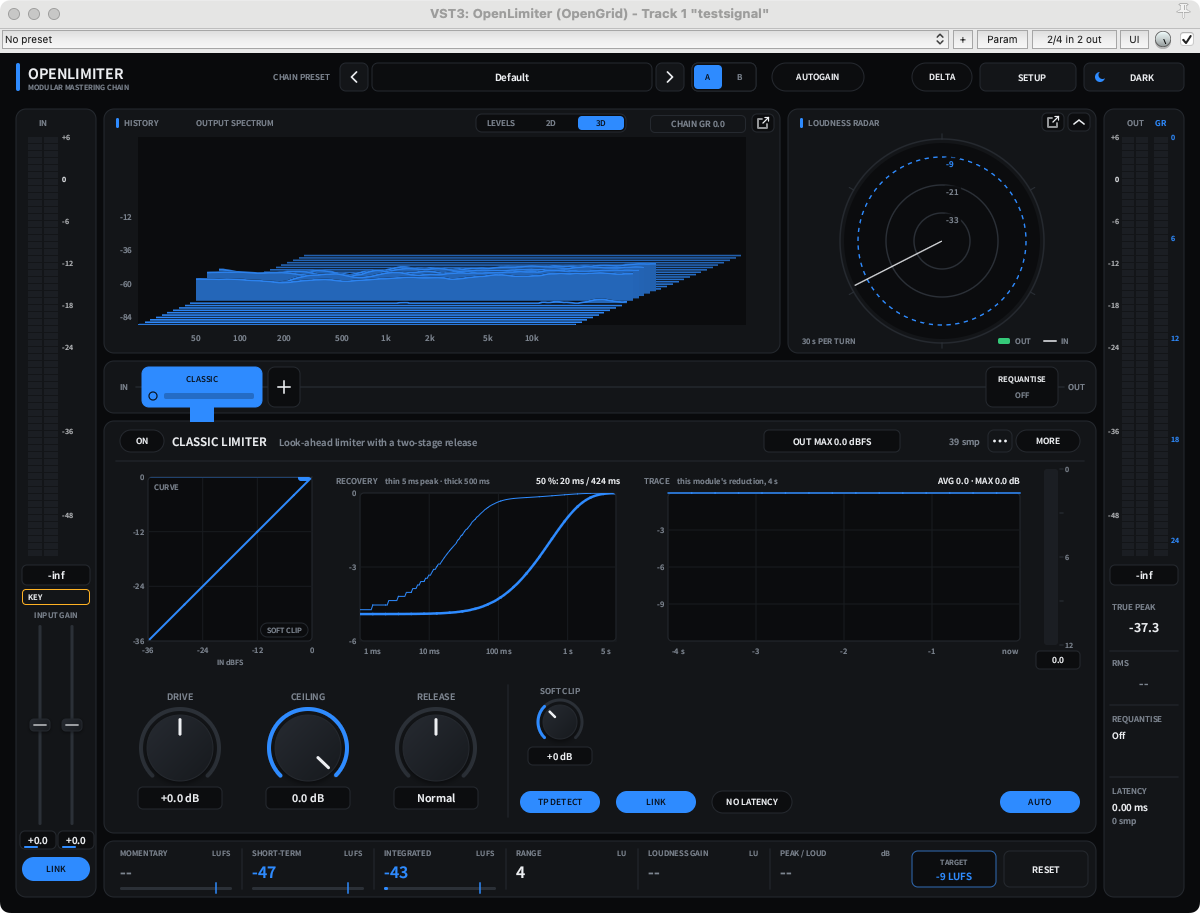 VST3: OpenLimiter (OpenGrid) - Track 1 "testsignal"
No preset
+
Param
2/4 in 2 out
UI
OPENLIMITER
MODULAR MASTERING CHAIN
CHAIN PRESET
Default
A B
AUTOGAIN
DELTA
SETUP
DARK
IN
+6
0
-6
-12
-18
-24
-36
-48
-inf
KEY
INPUT GAIN
+0.0 +0.0
LINK
HISTORY
OUTPUT SPECTRUM
LEVELS 2D 3D
CHAIN GR 0.0
-12
-36
-60
-84
50 100 200 500 1k 2k 5k 10k
LOUDNESS RADAR
-9
-21
-33
30 s PER TURN
OUT IN
IN
CLASSIC
+
REQUANTISE
OFF
OUT
ON
CLASSIC LIMITER
Look-ahead limiter with a two-stage release
OUT MAX 0.0 dBFS
39 smp
•••
MORE
CURVE
0
-12
-24
-36
SOFT CLIP
-36 -24 -12 0
IN dBFS
RECOVERY thin 5 ms peak · thick 500 ms
50 %: 20 ms / 424 ms
0
-3
-6
1 ms 10 ms 100 ms 1 s 5 s
TRACE this module's reduction, 4 s
AVG 0.0 · MAX 0.0 dB
-3
-6
-9
-4 s -3 -2 -1 now
0
6
12
0.0
DRIVE
+0.0 dB
CEILING
0.0 dB
RELEASE
Normal
SOFT CLIP
+0 dB
TP DETECT
LINK
NO LATENCY
AUTO
MOMENTARY LUFS
--
SHORT-TERM LUFS
-47
INTEGRATED LUFS
-43
RANGE LU
4
LOUDNESS GAIN LU
--
PEAK / LOUD dB
--
TARGET
-9 LUFS
RESET
OUT GR
+6 0
0
-6 6
-12
-18 12
-24
-36 18
-48
24
-inf
TRUE PEAK
-37.3
RMS
--
REQUANTISE
Off
LATENCY
0.00 ms
0 smp